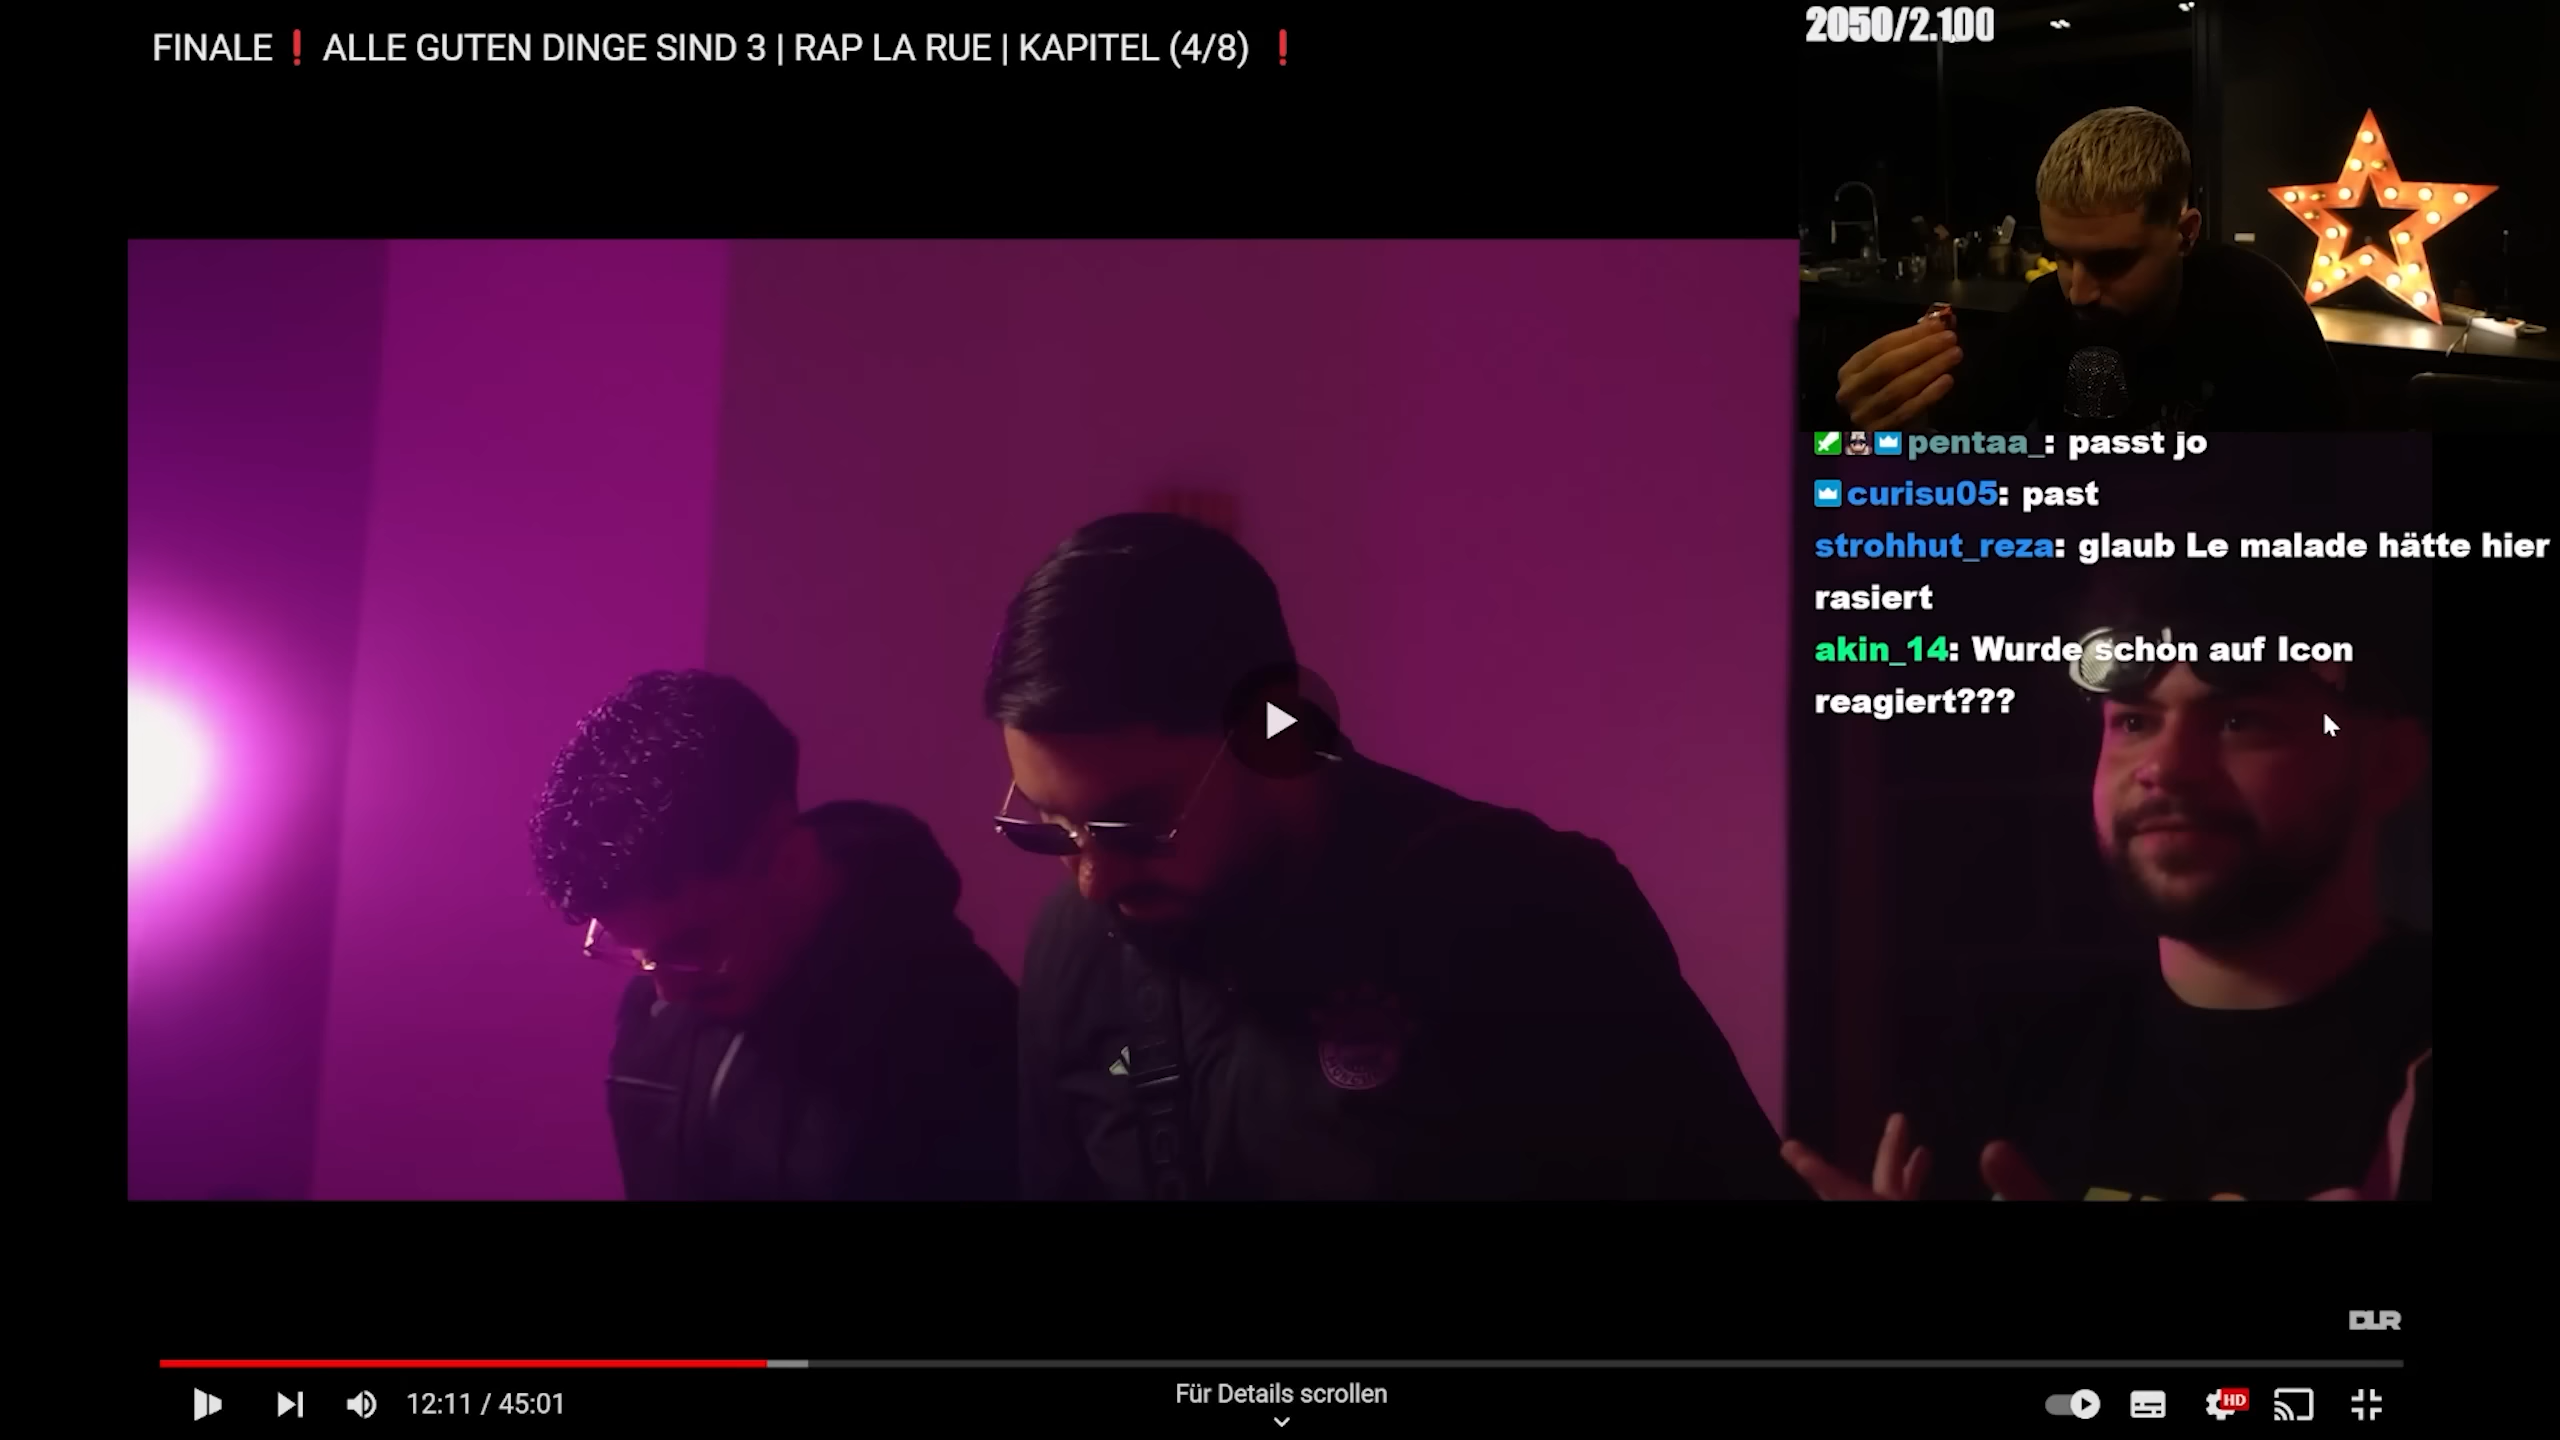 FINALE❗ALLE GUTEN DINGE SIND 3 | RAP LA RUE | KAPITEL (4/8) ❗
2050/2.100
pentaa_: passt jo
curisu05: past
strohhut_reza: glaub Le malade hätte hier
rasiert
akin_14: Wurde schon auf Icon
reagiert???
DLR
12:11 / 45:01
Für Details scrollen
HD